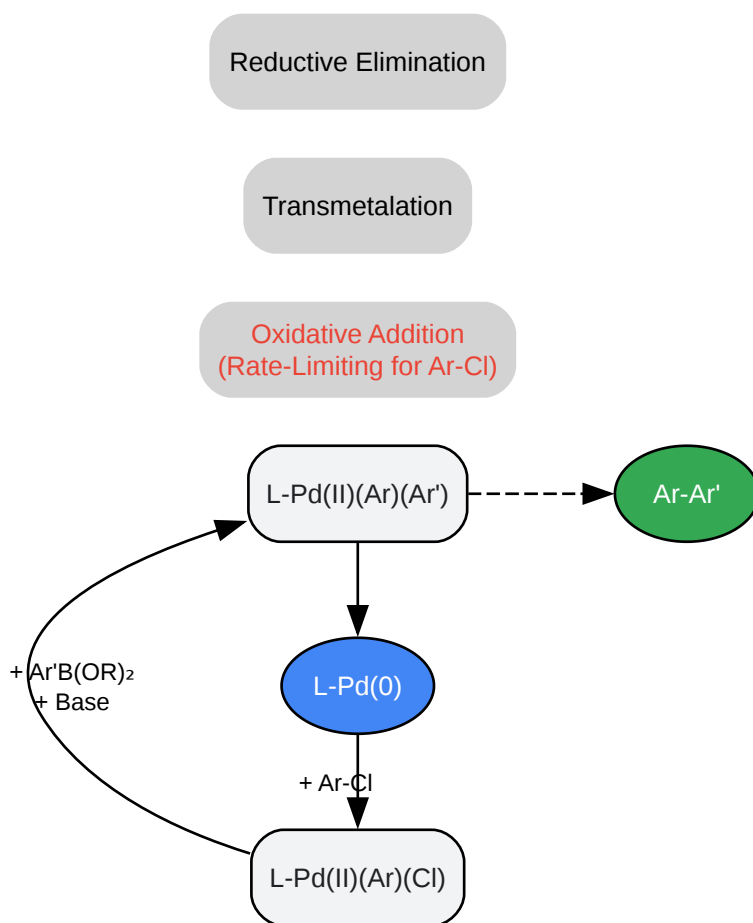 Reductive Elimination
Transmetalation
Oxidative Addition
(Rate-Limiting for Ar-Cl)
L-Pd(II)(Ar)(Ar')
Ar-Ar'
+ Ar'B(OR)₂
+ Base
L-Pd(0)
+ Ar-Cl
L-Pd(II)(Ar)(Cl)